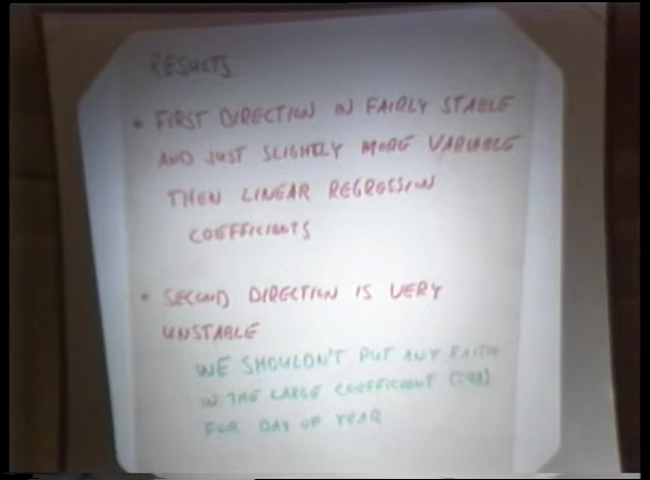 RESULTS
• FIRST DIRECTION IN FAIRLY STABLE
AND JUST SLIGHTLY MORE VARIABLE
THEN LINEAR REGRESSION
COEFFICIENTS
• SECOND DIRECTION IS VERY
UNSTABLE
WE SHOULDN'T PUT ANY FAITH
IN THE LARGE COEFFICIENT
FOR DAY OF YEAR